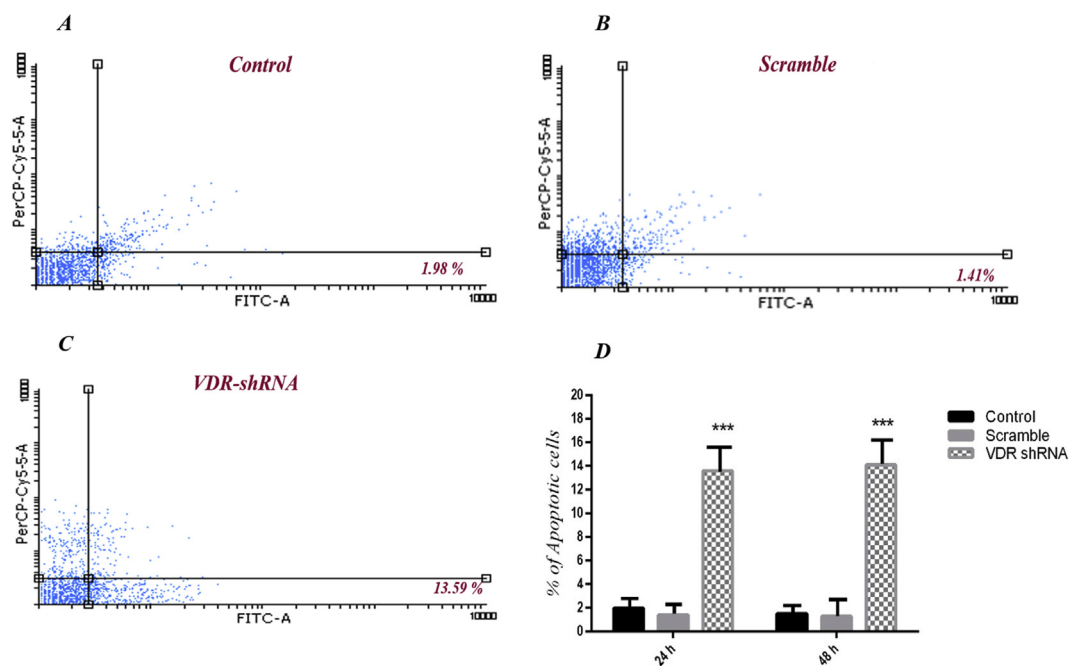 A
Control
PerCP-Cy5-5-A
1.98 %
FITC-A
B
Scramble
PerCP-Cy5-5-A
1.41%
FITC-A
C
VDR-shRNA
PerCP-Cy5-5-A
13.59 %
FITC-A
D
% of Apoptotic cells
20
18
16
14
12
10
8
6
4
2
0
***
***
24 h
48 h
Control
Scramble
VDR shRNA